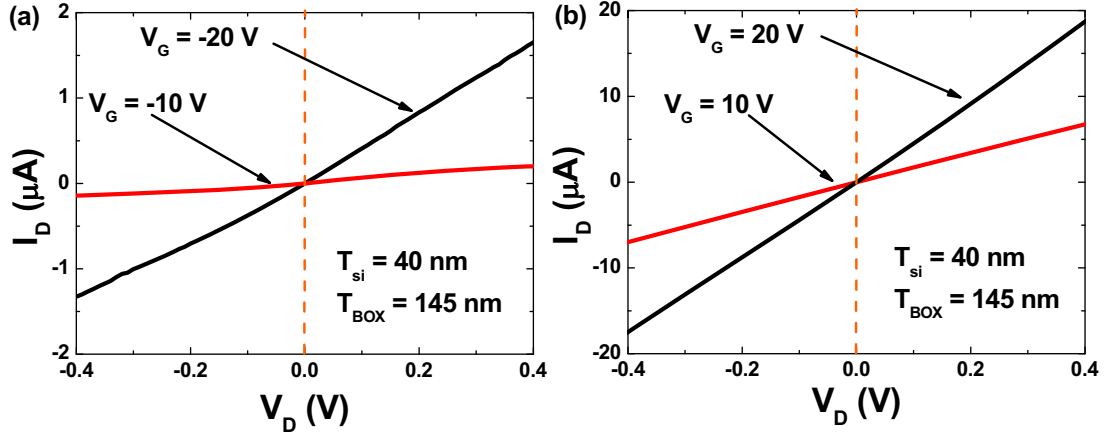 (a)
V_G = -20 V
V_G = -10 V
T_si = 40 nm
T_BOX = 145 nm
I_D (μA)
2
1
0
-1
-2
-0.4 -0.2 0.0 0.2 0.4
V_D (V)
(b)
V_G = 20 V
V_G = 10 V
T_si = 40 nm
T_BOX = 145 nm
I_D (μA)
20
10
0
-10
-20
-0.4 -0.2 0.0 0.2 0.4
V_D (V)